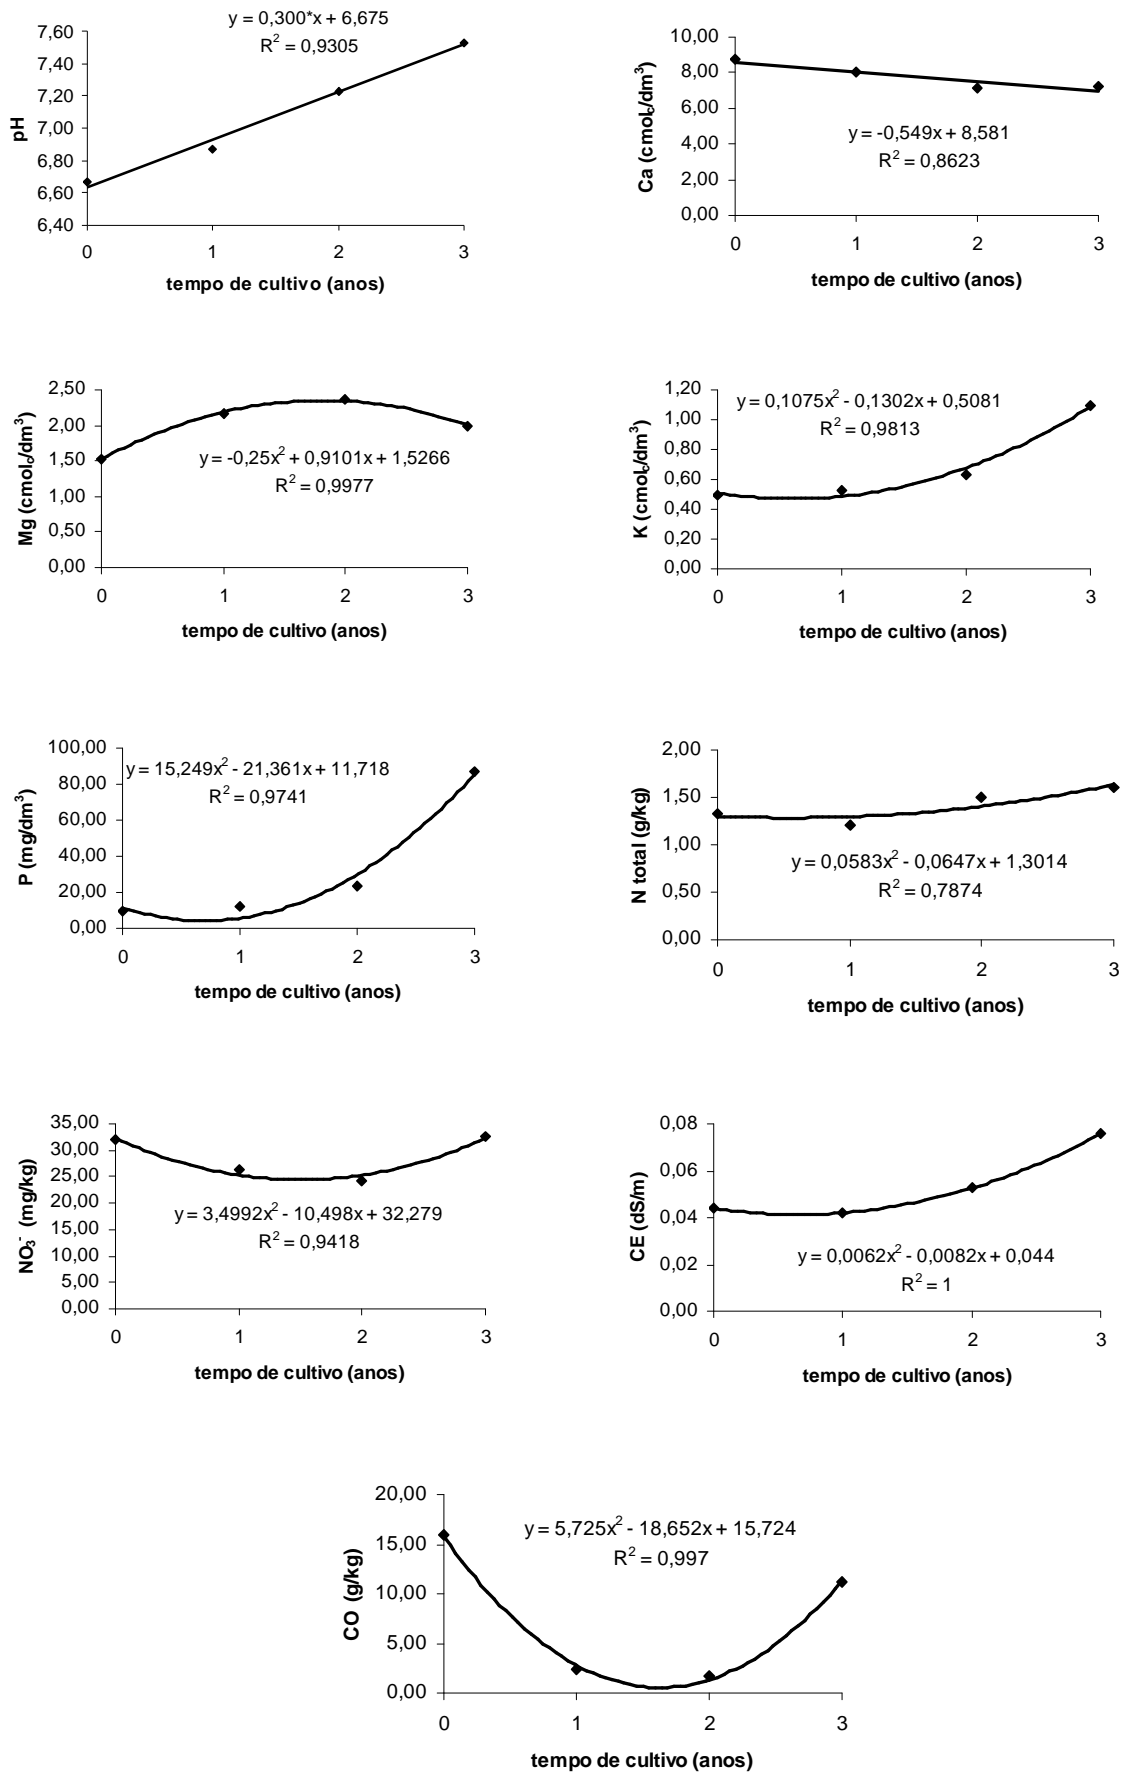 y = 0,300*x + 6,675
R² = 0,9305
7,60
7,40
7,20
7,00
6,80
6,60
6,40
pH
0 1 2 3
tempo de cultivo (anos)
10,00
8,00
6,00
4,00
2,00
0,00
Ca (cmolc/dm³)
y = -0,549x + 8,581
R² = 0,8623
0 1 2 3
tempo de cultivo (anos)
2,50
2,00
1,50
1,00
0,50
0,00
Mg (cmolc/dm³)
y = -0,25x² + 0,9101x + 1,5266
R² = 0,9977
0 1 2 3
tempo de cultivo (anos)
1,20
1,00
0,80
0,60
0,40
0,20
0,00
K (cmolc/dm³)
y = 0,1075x² - 0,1302x + 0,5081
R² = 0,9813
0 1 2 3
tempo de cultivo (anos)
100,00
80,00
60,00
40,00
20,00
0,00
P (mg/dm³)
y = 15,249x² - 21,361x + 11,718
R² = 0,9741
0 1 2 3
tempo de cultivo (anos)
2,00
1,50
1,00
0,50
0,00
N total (g/kg)
y = 0,0583x² - 0,0647x + 1,3014
R² = 0,7874
0 1 2 3
tempo de cultivo (anos)
35,00
30,00
25,00
20,00
15,00
10,00
5,00
0,00
NO₃⁻ (mg/kg)
y = 3,4992x² - 10,498x + 32,279
R² = 0,9418
0 1 2 3
tempo de cultivo (anos)
0,08
0,06
0,04
0,02
0,00
CE (dS/m)
y = 0,0062x² - 0,0082x + 0,044
R² = 1
0 1 2 3
tempo de cultivo (anos)
20,00
15,00
10,00
5,00
0,00
CO (g/kg)
y = 5,725x² - 18,652x + 15,724
R² = 0,997
0 1 2 3
tempo de cultivo (anos)